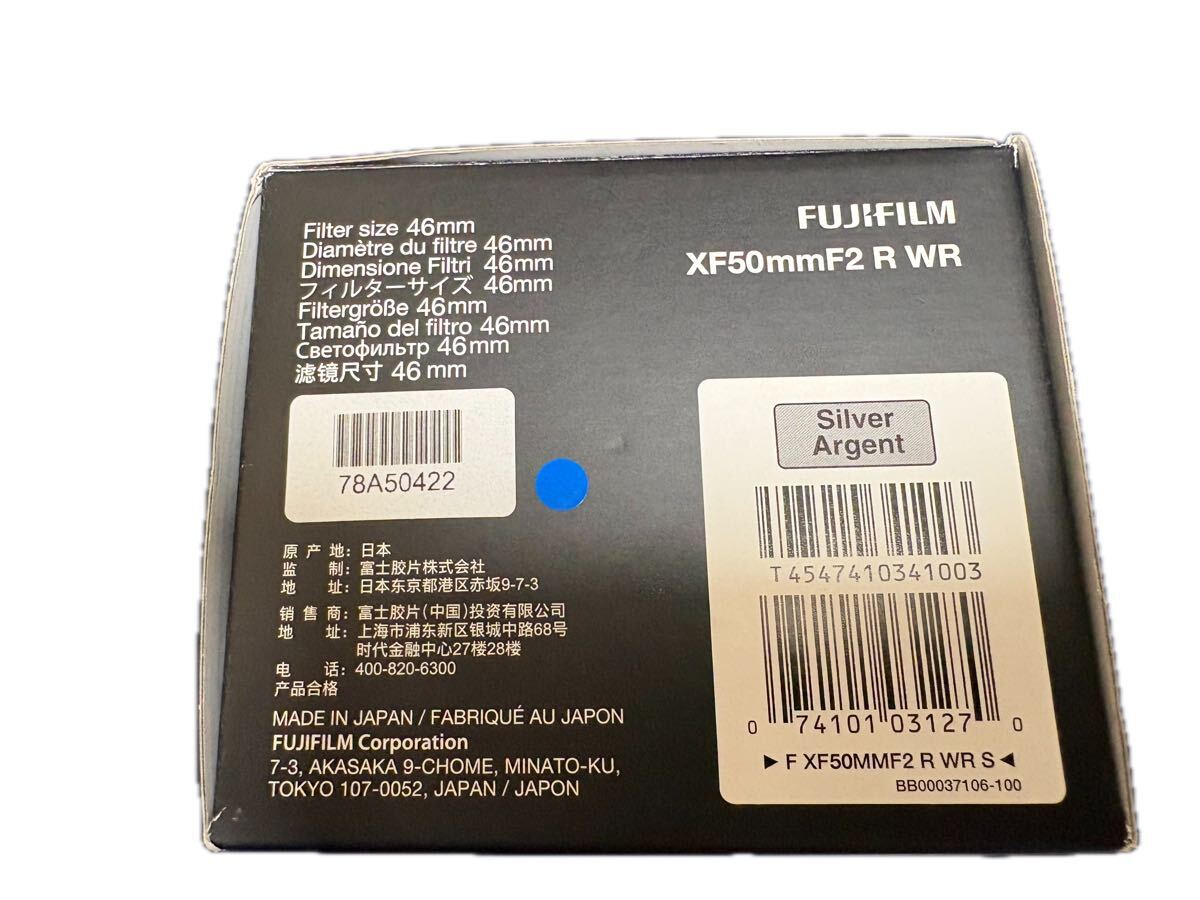 Filter size 46mm
Diamètre du filtre 46mm
Dimensione Filtri 46mm
フィルターサイズ 46mm
Filtergröße 46mm
Tamaño del filtro 46mm
Светофильтр 46mm
滤镜尺寸 46mm
78A50422
原产地: 日本
监制: 富士胶片株式会社
地址: 日本东京都港区赤坂9-7-3
销售商: 富士胶片(中国)投资有限公司
地址: 上海市浦东新区银城中路68号
时代金融中心27楼28楼
电话: 400-820-6300
产品合格
MADE IN JAPAN / FABRIQUÉ AU JAPON
FUJIFILM Corporation
7-3, AKASAKA 9-CHOME, MINATO-KU,
TOKYO 107-0052, JAPAN / JAPON
FUJIFILM
XF50mmF2 R WR
Silver
Argent
T4547410341003
0 74101 03127 0
▶ F XF50MMF2 R WR S ◀
BB00037106-100